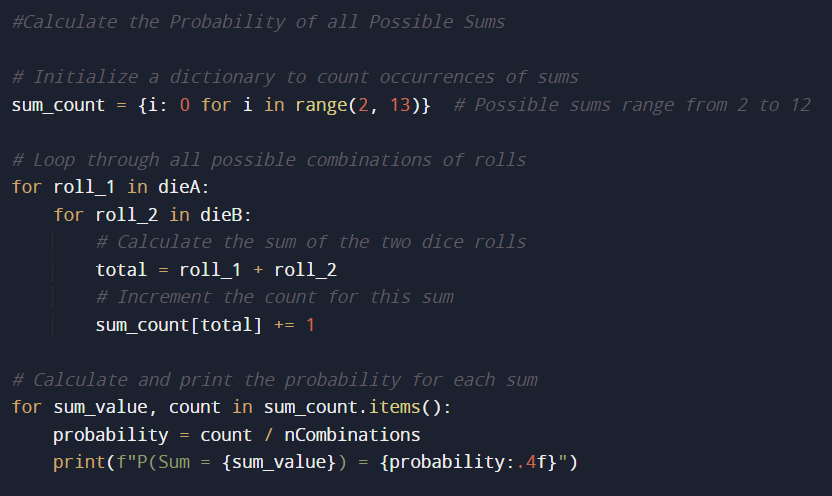 #Calculate the Probability of all Possible Sums
# Initialize a dictionary to count occurrences of sums
sum_count = {i: 0 for i in range(2, 13)}  # Possible sums range from 2 to 12
# Loop through all possible combinations of rolls
for roll_1 in dieA:
    for roll_2 in dieB:
        # Calculate the sum of the two dice rolls
        total = roll_1 + roll_2
        # Increment the count for this sum
        sum_count[total] += 1
# Calculate and print the probability for each sum
for sum_value, count in sum_count.items():
    probability = count / nCombinations
    print(f"P(Sum = {sum_value}) = {probability:.4f}")